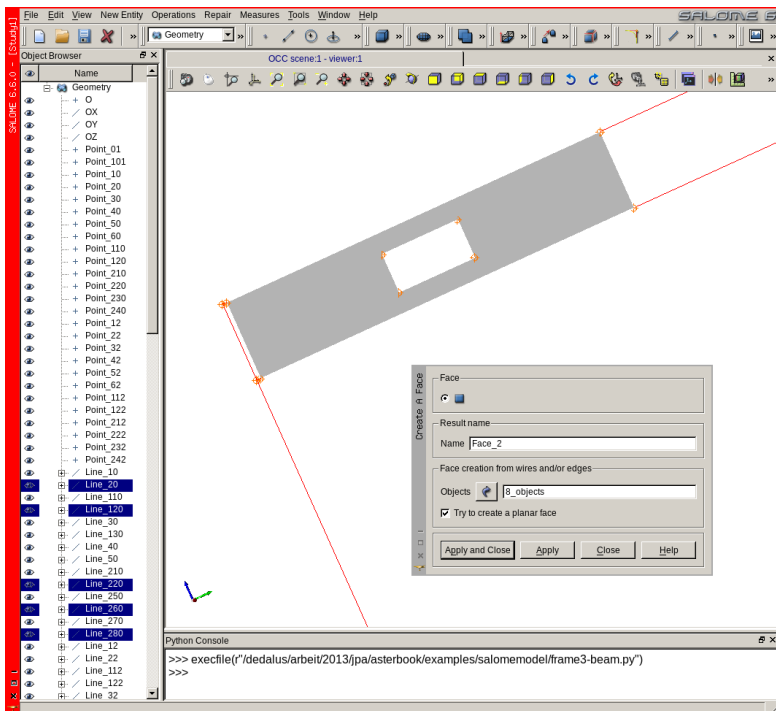 File Edit View New Entity Operations Repair Measures Tools Window Help
SALOME 6
SALOME 6.6.0 - [Study1]
Geometry
Object Browser
OCC scene:1 - viewer:1
Name
Geometry
O
OX
OY
OZ
Point_01
Point_101
Point_10
Point_20
Point_30
Point_40
Point_50
Point_60
Point_110
Point_120
Point_210
Point_220
Point_230
Point_240
Point_12
Point_22
Point_32
Point_42
Point_52
Point_62
Point_112
Point_122
Point_212
Point_222
Point_232
Point_242
Line_10
Line_20
Line_110
Line_120
Line_30
Line_130
Line_40
Line_50
Line_210
Line_220
Line_250
Line_260
Line_270
Line_280
Line_12
Line_22
Line_112
Line_122
Line_32
Create A Face
Face
Result name
Name Face_2
Face creation from wires and/or edges
Objects 8_objects
Try to create a planar face
Apply and Close Apply Close Help
Python Console
>>> execfile(r"/dedalus/arbeit/2013/jpa/asterbook/examples/salomemodel/frame3-beam.py")
>>>